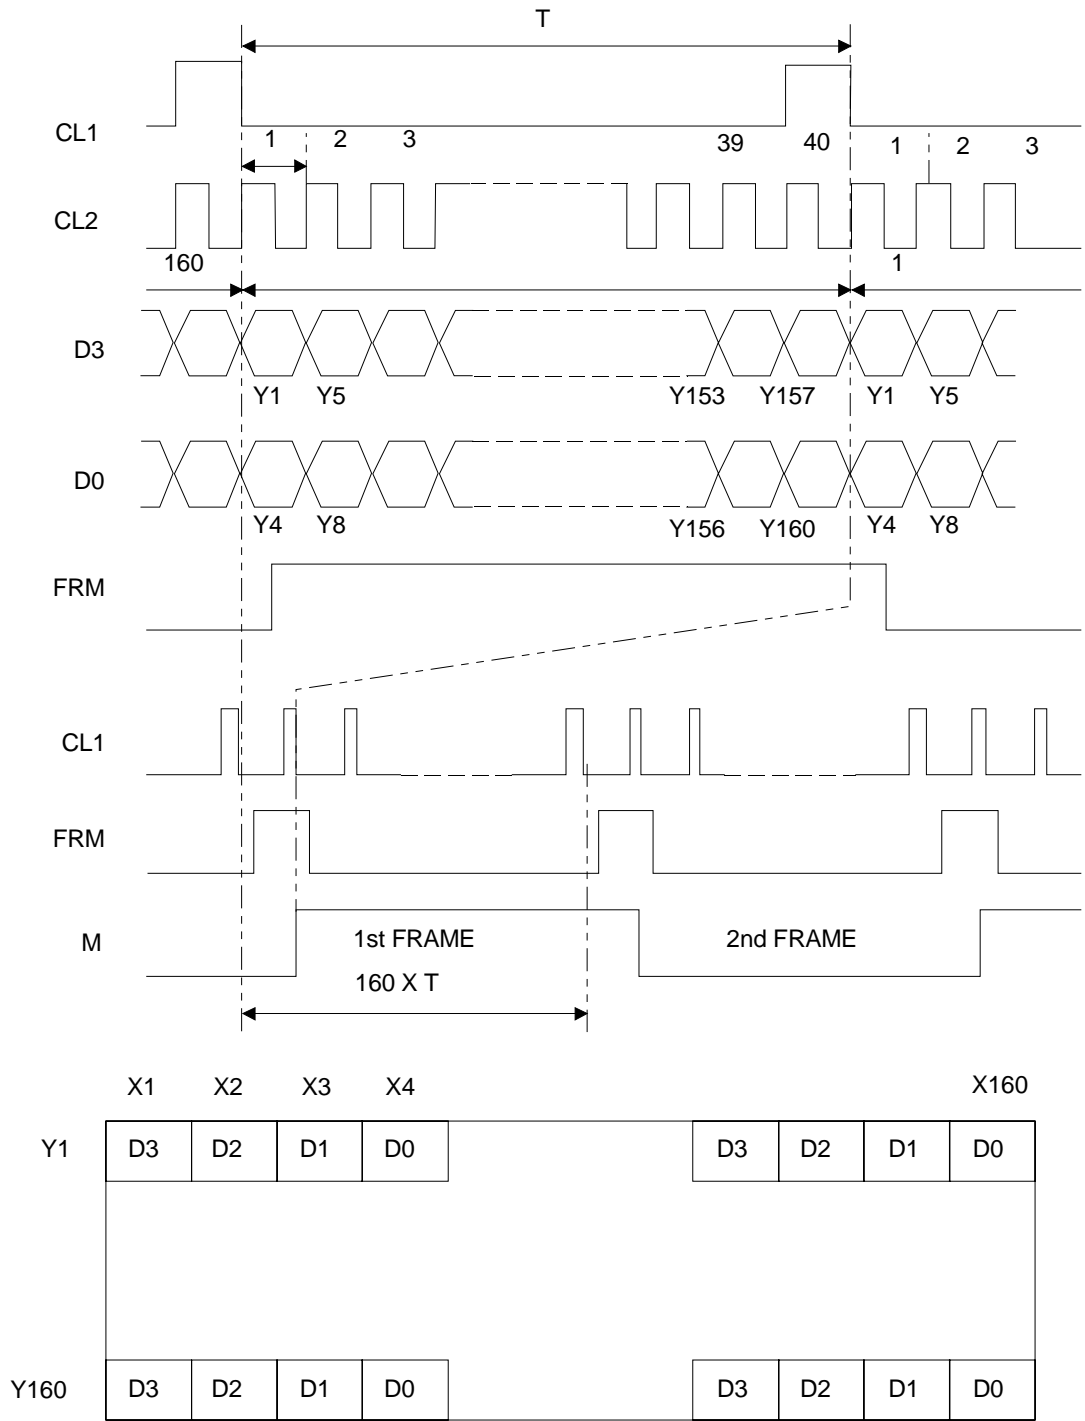 T
CL1
1 2 3 39 40 1 2 3
CL2
160 1
D3
Y1 Y5 Y153 Y157 Y1 Y5
D0
Y4 Y8 Y156 Y160 Y4 Y8
FRM
CL1
FRM
M 1st FRAME 2nd FRAME
160 X T
X1 X2 X3 X4 X160
Y1 D3 D2 D1 D0 D3 D2 D1 D0
Y160 D3 D2 D1 D0 D3 D2 D1 D0